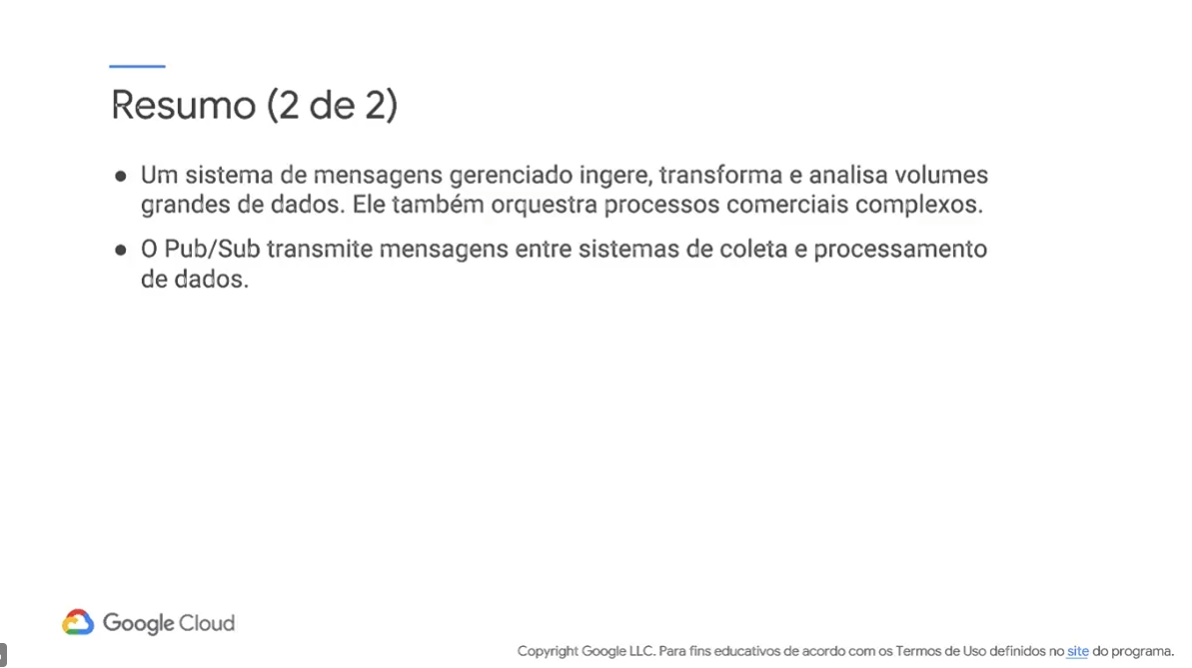 Resumo (2 de 2)
● Um sistema de mensagens gerenciado ingere, transforma e analisa volumes
grandes de dados. Ele também orquestra processos comerciais complexos.
● O Pub/Sub transmite mensagens entre sistemas de coleta e processamento
de dados.
Google Cloud
Copyright Google LLC. Para fins educativos de acordo com os Termos de Uso definidos no site do programa.